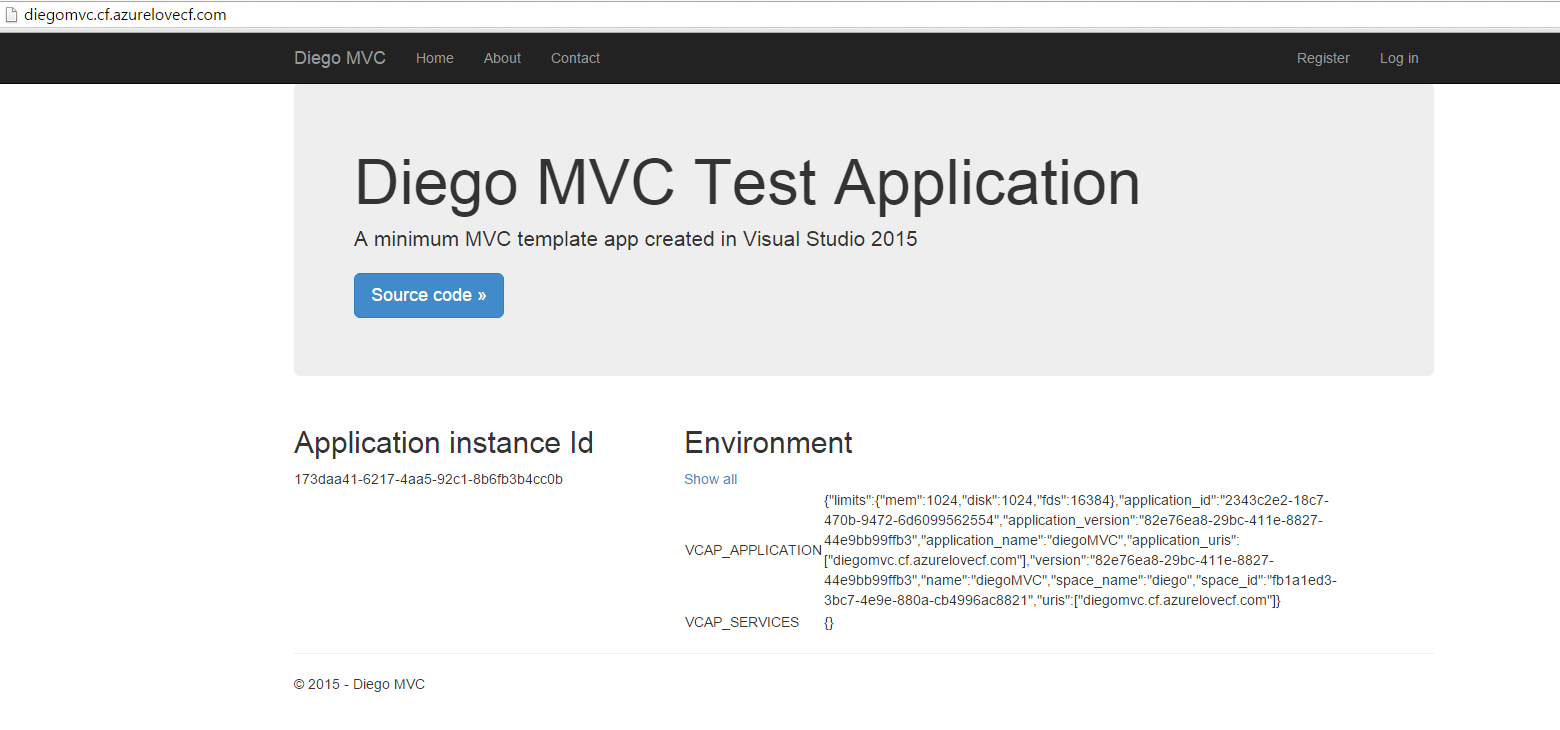 diegomvc.cf.azurelovecf.com
Diego MVC Home About Contact Register Log in
Diego MVC Test Application
A minimum MVC template app created in Visual Studio 2015
Source code »
Application instance Id
173daa41-6217-4aa5-92c1-8b6fb3b4cc0b
Environment
Show all
VCAP_APPLICATION
{"limits":{"mem":1024,"disk":1024,"fds":16384},"application_id":"2343c2e2-18c7-
470b-9472-6d6099562554","application_version":"82e76ea8-29bc-411e-8827-
44e9bb99ffb3","application_name":"diegoMVC","application_uris":
["diegomvc.cf.azurelovecf.com"],"version":"82e76ea8-29bc-411e-8827-
44e9bb99ffb3","name":"diegoMVC","space_name":"diego","space_id":"fb1a1ed3-
3bc7-4e9e-880a-cb4996ac8821","uris":["diegomvc.cf.azurelovecf.com"]}
VCAP_SERVICES {}
© 2015 - Diego MVC